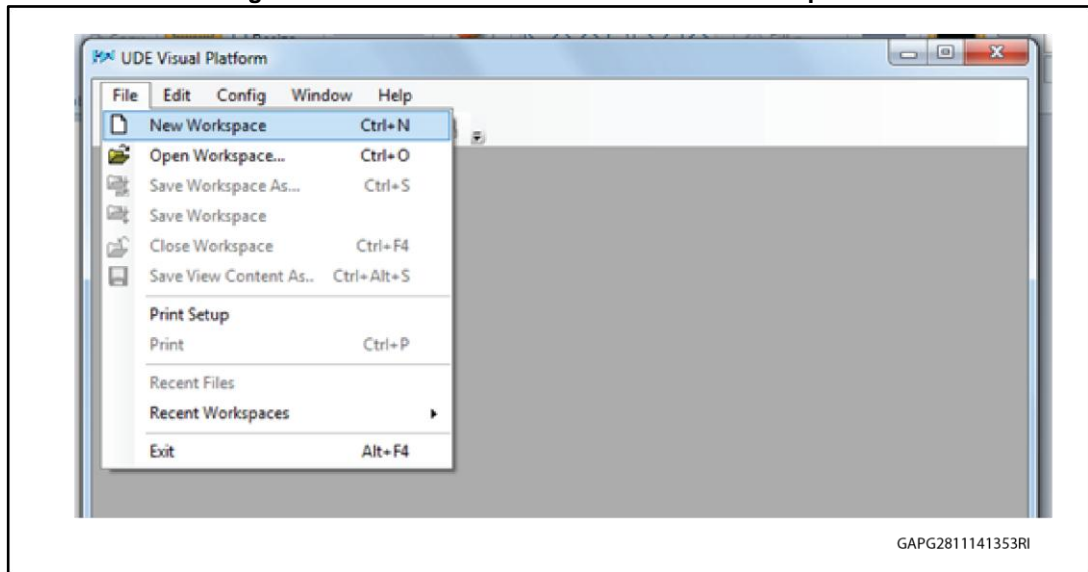 UDE Visual Platform
File Edit Config Window Help
New Workspace Ctrl+N
Open Workspace... Ctrl+O
Save Workspace As... Ctrl+S
Save Workspace
Close Workspace Ctrl+F4
Save View Content As.. Ctrl+Alt+S
Print Setup
Print Ctrl+P
Recent Files
Recent Workspaces
Exit Alt+F4
GAPG2811141353RI